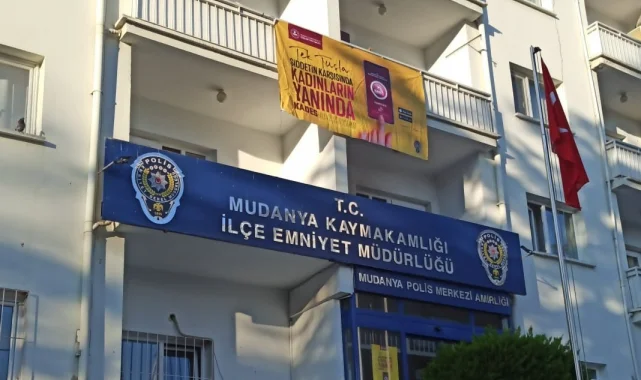 Tek Tuşla
ŞİDDETİN KARŞISINDA
KADINLARIN
YANINDA
KADES
POLİS
T.C.
MUDANYA KAYMAKAMLIĞI
İLÇE EMNİYET MÜDÜRLÜĞÜ
MUDANYA POLİS MERKEZİ AMİRLİĞİ